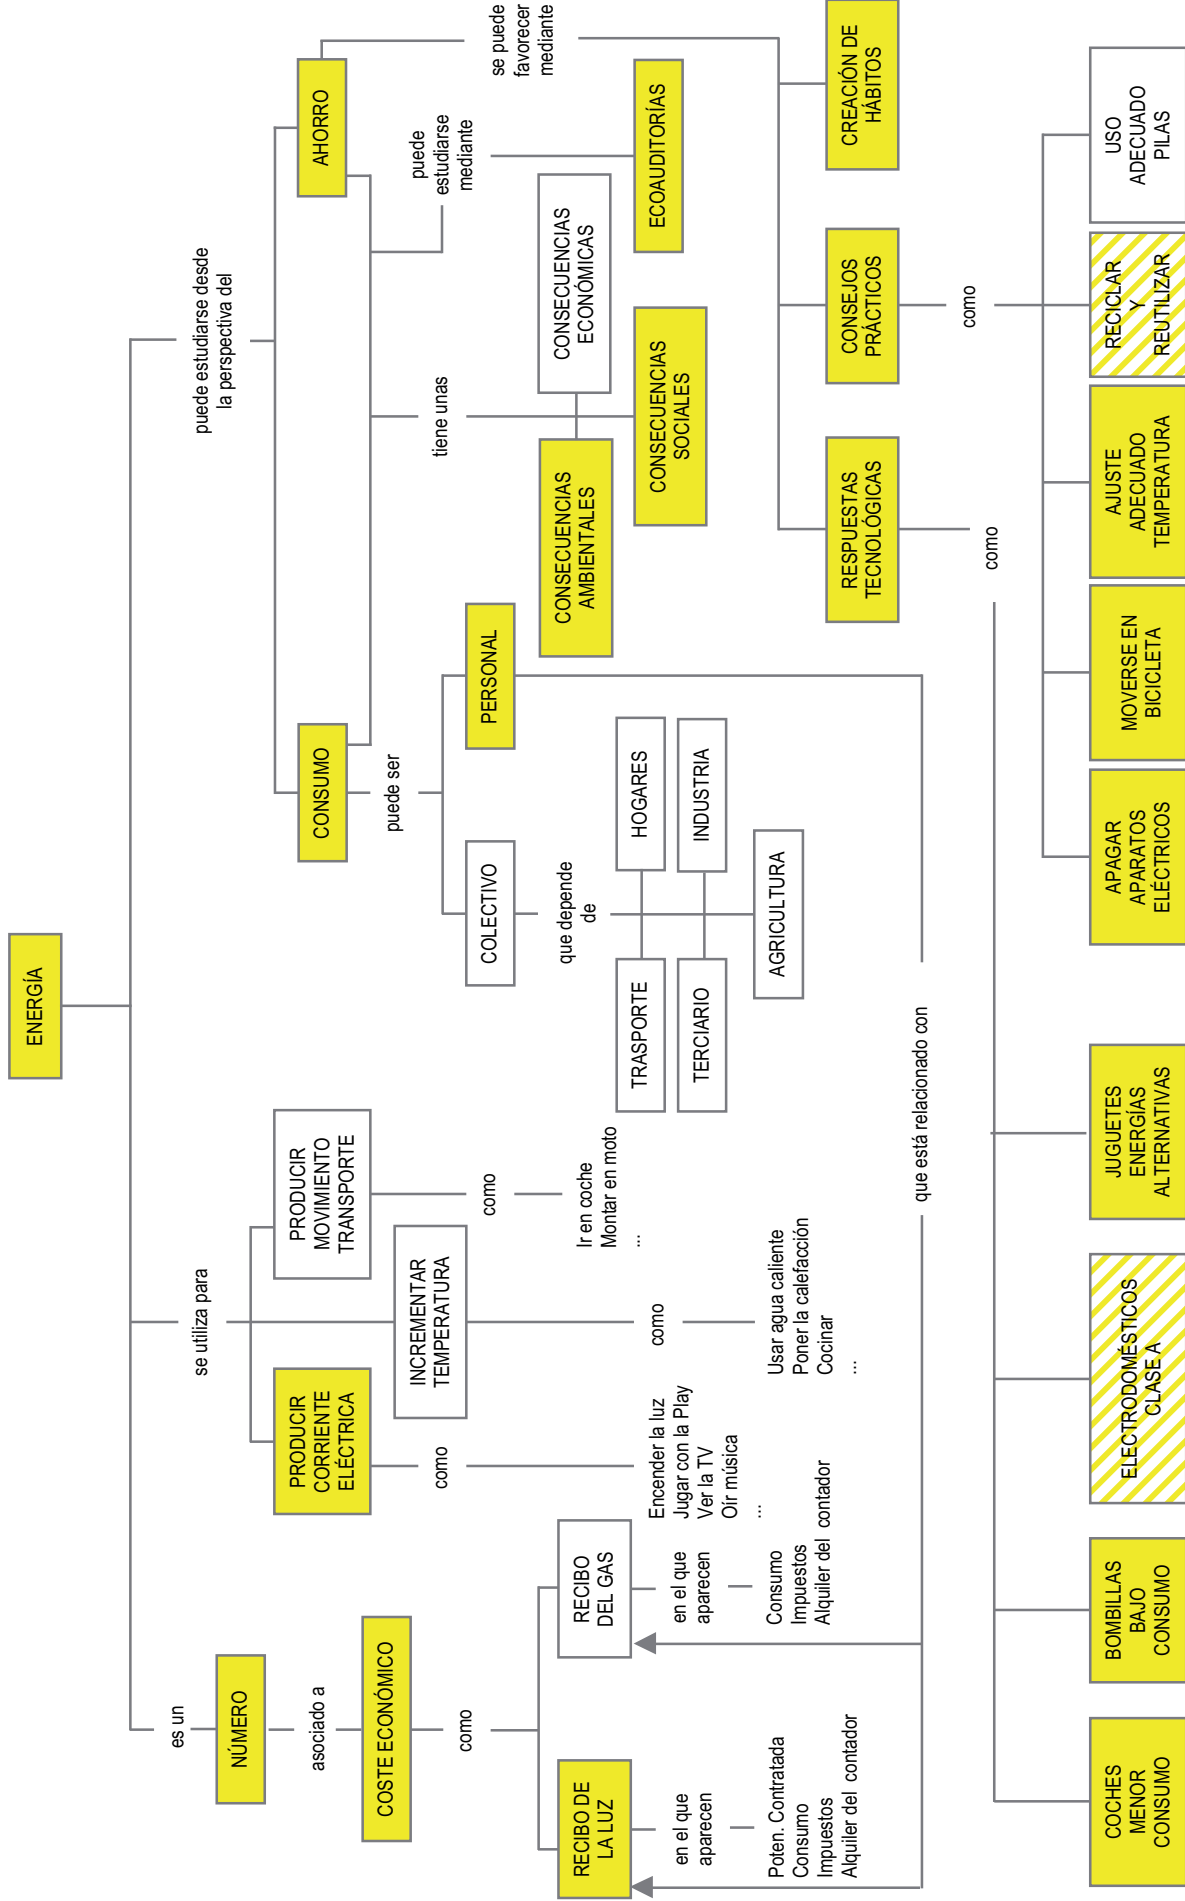 ENERGÍA
es un
NÚMERO
asociado a
COSTE ECONÓMICO
como
RECIBO DE
LA LUZ
en el que
aparecen
Poten. Contratada
Consumo
Impuestos
Alquiler del contador
RECIBO
DEL GAS
en el que
aparecen
Consumo
Impuestos
Alquiler del contador
se utiliza para
PRODUCIR
CORRIENTE
ELÉCTRICA
como
Encender la luz
Jugar con la Play
Ver la TV
Oír música
...
INCREMENTAR
TEMPERATURA
como
Usar agua caliente
Poner la calefacción
Cocinar
...
PRODUCIR
MOVIMIENTO
TRANSPORTE
como
Ir en coche
Montar en moto
...
puede estudiarse desde
la perspectiva del
CONSUMO
puede ser
COLECTIVO
que depende
de
TRASPORTE
HOGARES
TERCIARIO
INDUSTRIA
AGRICULTURA
PERSONAL
que está relacionado con
AHORRO
tiene unas
CONSECUENCIAS
AMBIENTALES
CONSECUENCIAS
ECONÓMICAS
CONSECUENCIAS
SOCIALES
puede
estudiarse
mediante
ECOAUDITORÍAS
se puede
favorecer
mediante
RESPUESTAS
TECNOLÓGICAS
CONSEJOS
PRÁCTICOS
CREACIÓN DE
HÁBITOS
como
como
COCHES
MENOR
CONSUMO
BOMBILLAS
BAJO
CONSUMO
ELECTRODOMÉSTICOS
CLASE A
JUGUETES
ENERGÍAS
ALTERNATIVAS
APAGAR
APARATOS
ELÉCTRICOS
MOVERSE EN
BICICLETA
AJUSTE
ADECUADO
TEMPERATURA
RECICLAR
Y
REUTILIZAR
USO
ADECUADO
PILAS